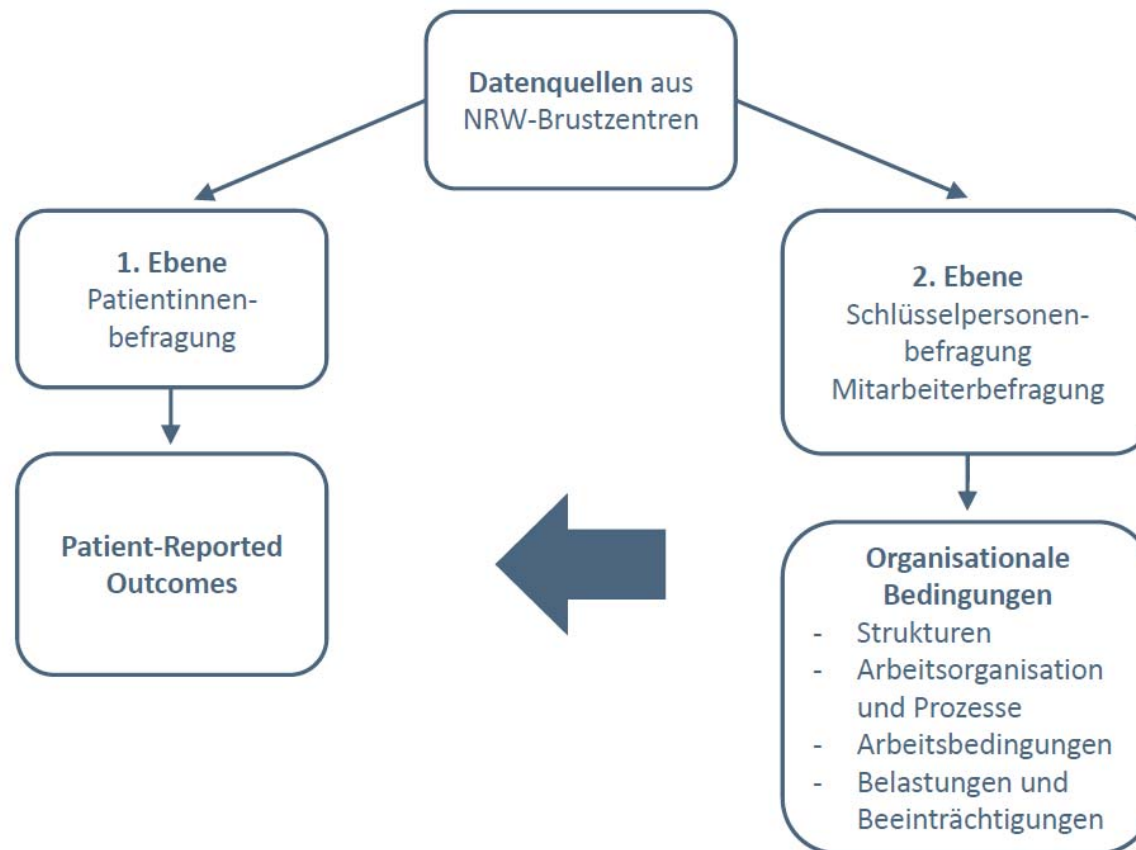 Datenquellen aus
NRW-Brustzentren
1. Ebene
Patientinnen-
befragung
2. Ebene
Schlüsselpersonen-
befragung
Mitarbeiterbefragung
Patient-Reported
Outcomes
Organisationale
Bedingungen
- Strukturen
- Arbeitsorganisation
und Prozesse
- Arbeitsbedingungen
- Belastungen und
Beeinträchtigungen